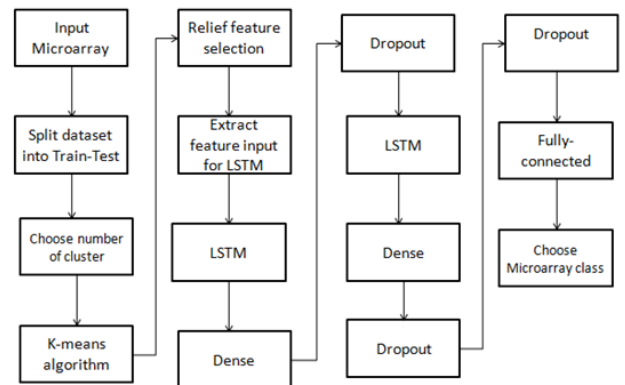 Input
Microarray
Split dataset
into Train-Test
Choose number
of cluster
K-means
algorithm
Relief feature
selection
Extract
feature input
for LSTM
LSTM
Dense
Dropout
LSTM
Dense
Dropout
Dropout
Fully-
connected
Choose
Microarray class